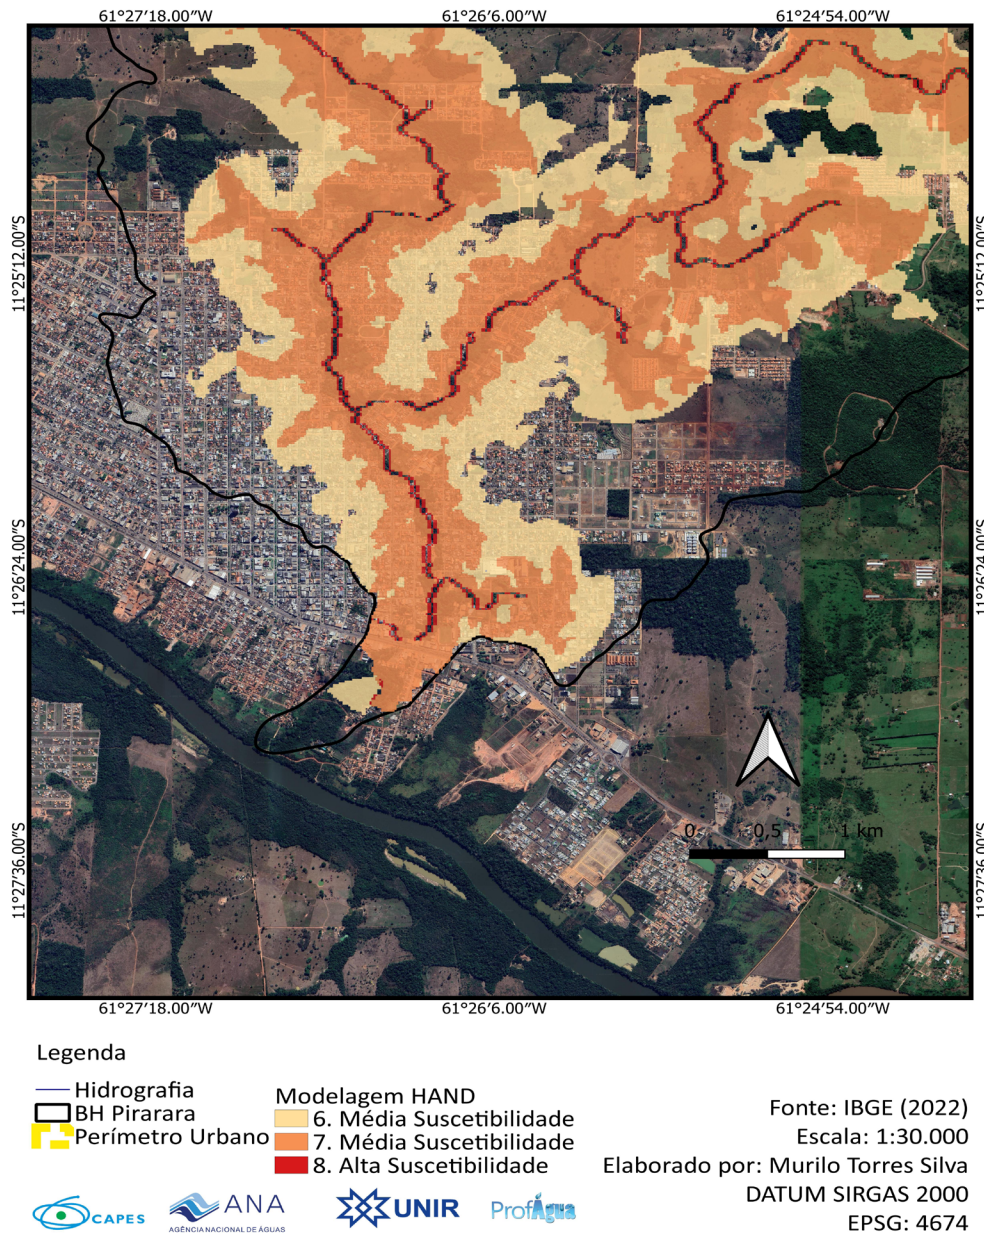 61°27'18.00"W 61°26'6.00"W 61°24'54.00"W
11°25'12.00"S
11°25'12.00"S
11°26'24.00"S
11°26'24.00"S
11°27'36.00"S
11°27'36.00"S
0 0,5 1 km
61°27'18.00"W 61°26'6.00"W 61°24'54.00"W
Legenda
Hidrografia
BH Pirarara
Perímetro Urbano
Modelagem HAND
6. Média Suscetibilidade
7. Média Suscetibilidade
8. Alta Suscetibilidade
Fonte: IBGE (2022)
Escala: 1:30.000
Elaborado por: Murilo Torres Silva
DATUM SIRGAS 2000
EPSG: 4674
CAPES
ANA
AGÊNCIA NACIONAL DE ÁGUAS
UNIR
ProfÁgua